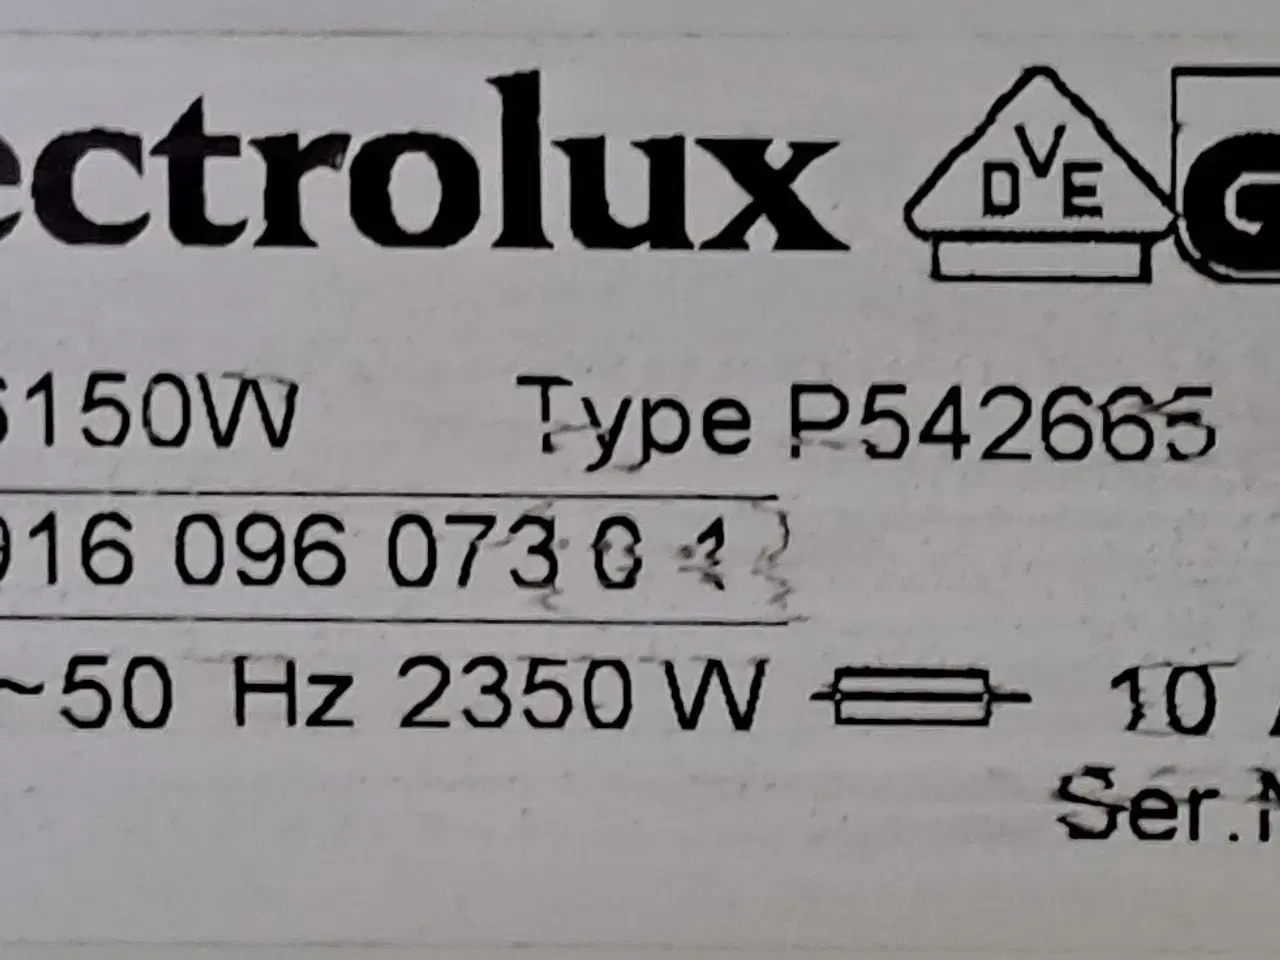 ectrolux DVE G
6150W Type P542665
916 096 073 0 1
~50 Hz 2350 W 10 A
Ser.N